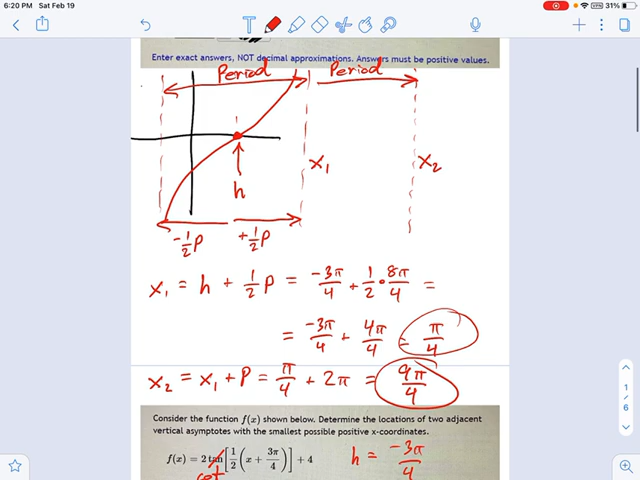 6:20 PM Sat Feb 19
VPN 31%
T
Enter exact answers, NOT decimal approximations. Answers must be positive values.
Period Period
x₁ x₂
h
-½p +½p
x₁ = h + ½p = -3π/4 + 1/2 • 8π/4 =
= -3π/4 + 4π/4 = π/4
x₂ = x₁ + p = π/4 + 2π = 9π/4
1
/
6
Consider the function f(x) shown below. Determine the locations of two adjacent
vertical asymptotes with the smallest possible positive x-coordinates.
f(x) = 2 tan[1/2(x + 3π/4)] + 4 h = -3π/4
cot